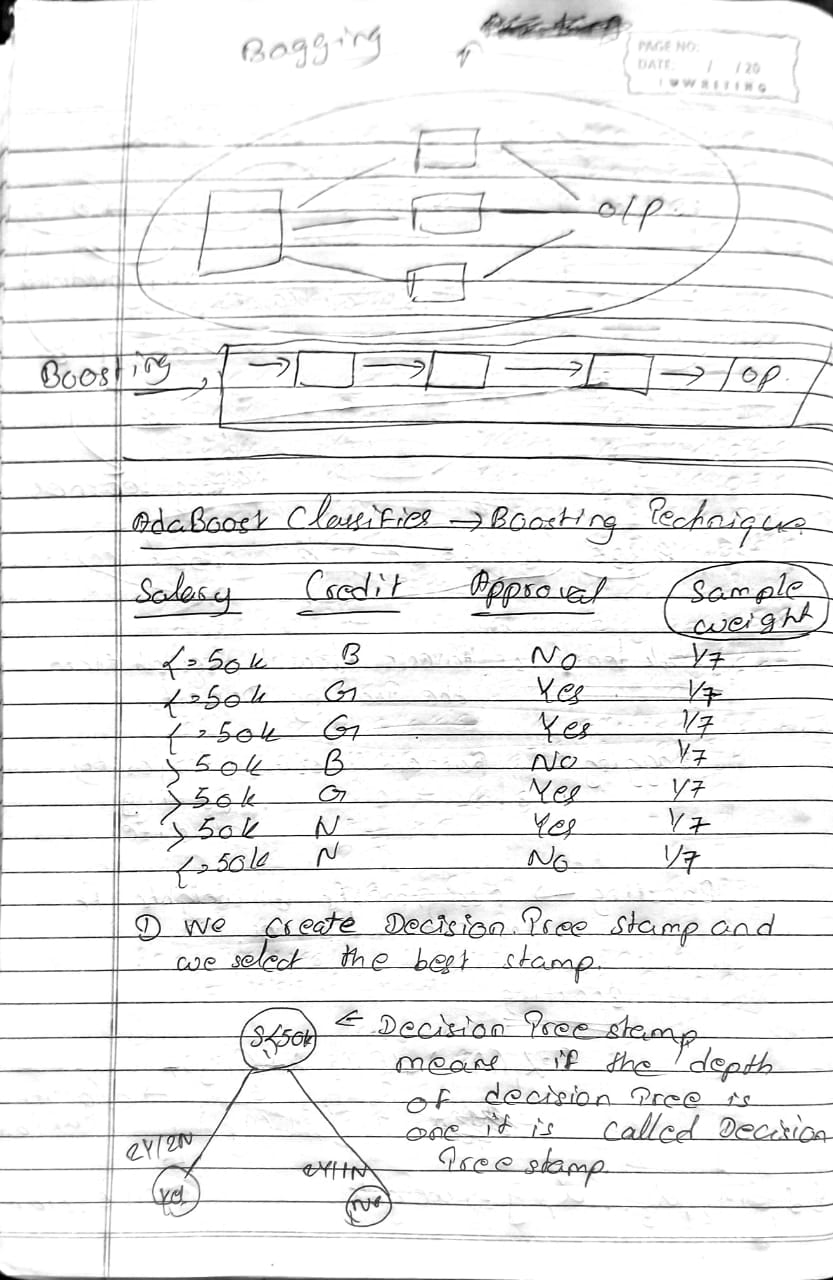 Bagging
PAGE NO:
DATE: / /20
O/P
Boosting
OP.
AdaBoost Classifier → Boosting Technique
Salary Credit Approval Sample weight
<=50k B No 1/7
<=50k G Yes 1/7
<=50k G Yes 1/7
>50k B No 1/7
>50k G Yes 1/7
>50k N Yes 1/7
<=50k N No 1/7
① We create Decision Tree stamp and
we select the best stamp.
S<50k ← Decision Tree stamp
means if the depth
of decision Tree is
one it is called Decision
Tree stamp.
2Y/2N 2Y/1N
Yes No